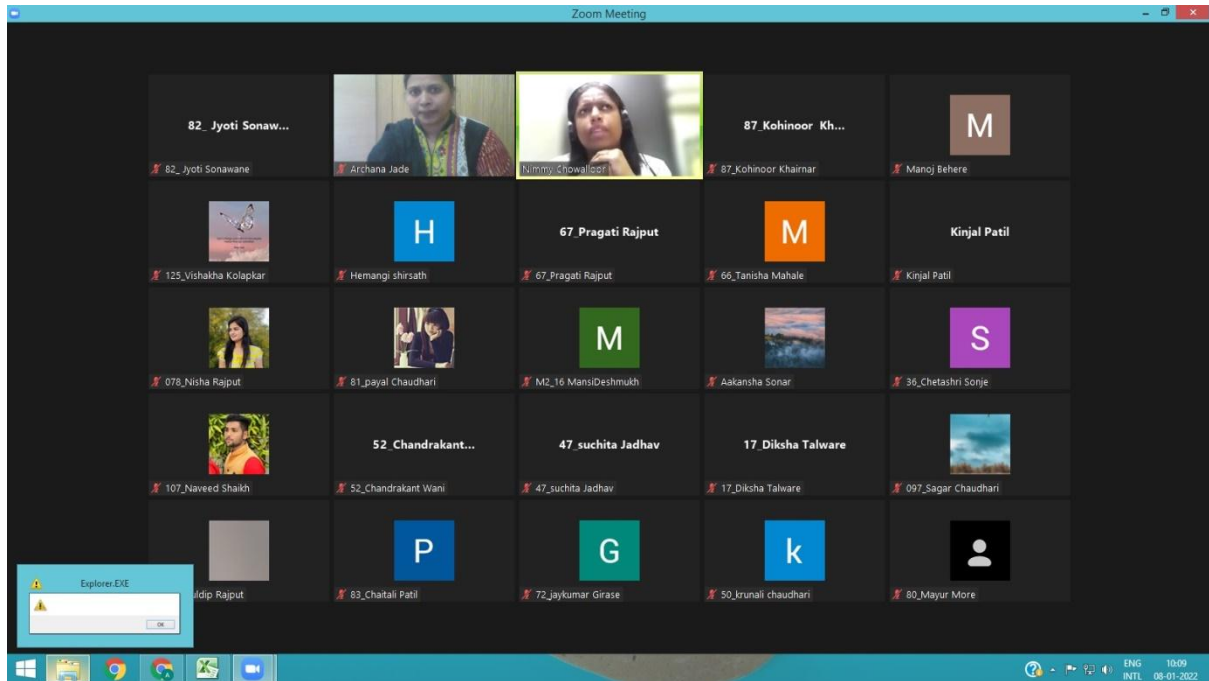 Zoom Meeting
82_ Jyoti Sonaw...
87_Kohinoor Kh...
M
82_ Jyoti Sonawane
Archana Jade
Nimmy Chowalloor
87_Kohinoor Khairnar
Manoj Behere
H
67_Pragati Rajput
M
Kinjal Patil
125_Vishakha Kolapkar
Hemangi shirsath
67_Pragati Rajput
66_Tanisha Mahale
Kinjal Patil
M
S
078_Nisha Rajput
81_payal Chaudhari
M2_16 MansiDeshmukh
Aakansha Sonar
36_Chetashri Sonje
52_Chandrakant...
47_suchita Jadhav
17_Diksha Talware
107_Naveed Shaikh
52_Chandrakant Wani
47_suchita Jadhav
17_Diksha Talware
097_Sagar Chaudhari
P
G
k
Explorer.EXE
OK
Rajput
83_Chaitali Patil
72_jaykumar Girase
50_krunali chaudhari
80_Mayur More
ENG 10:09
INTL 08-01-2022